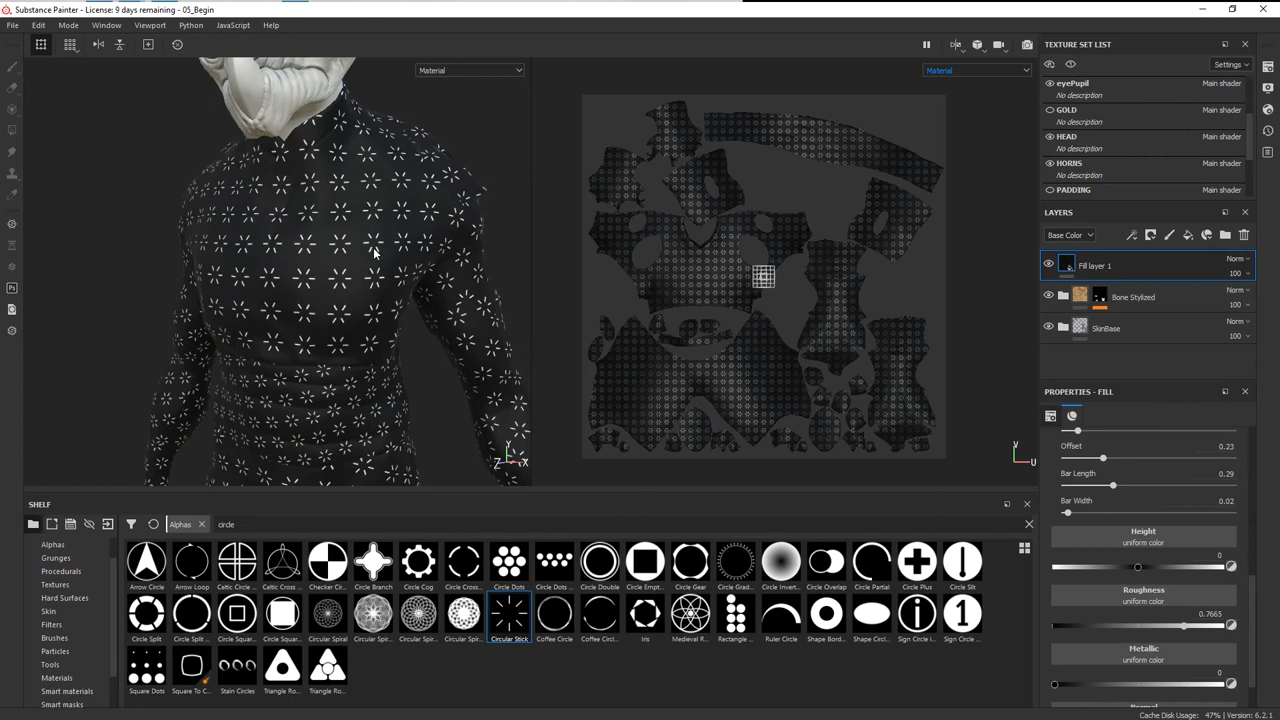 Substance Painter - License: 9 days remaining - 05_Begin
File Edit Mode Window Viewport Python JavaScript Help
Material
Material
TEXTURE SET LIST
Settings
eyePupil Main shader
No description
GOLD Main shader
No description
HEAD Main shader
No description
HORNS Main shader
No description
PADDING Main shader
LAYERS
Base Color
Fill layer 1 Norm 100
Bone Stylized Norm 100
SkinBase Norm 100
PROPERTIES - FILL
Offset 0.23
Bar Length 0.29
Bar Width 0.02
Height
uniform color
0
Roughness
uniform color
0.7665
Metallic
uniform color
0
Y
Z X
V
U
SHELF
Alphas circle
Alphas
Grunges
Procedurals
Textures
Hard Surfaces
Skin
Filters
Brushes
Particles
Tools
Materials
Smart materials
Smart masks
Arrow Circle Arrow Loop Celtic Circle ... Celtic Cross ... Checker Cir... Circle Branch Circle Cog Circle Cros... Circle Dots Circle Dots ... Circle Double Circle Empt... Circle Gear Circle Grad... Circle Invert... Circle Overlap Circle Partial Circle Plus Circle Slit
Circle Split Circle Split ... Circle Squar... Circle Squar... Circular Spiral Circular Spir... Circular Spir... Circular Spir... Circular Stick Coffee Circle Coffee Circl... Iris Medieval R... Rectangle ... Ruler Circle Shape Bord... Shape Circl... Sign Circle I... Sign Circle ...
Square Dots Square To C... Stain Circles Triangle Ro... Triangle Ro...
Cache Disk Usage: 47% | Version: 6.2.1